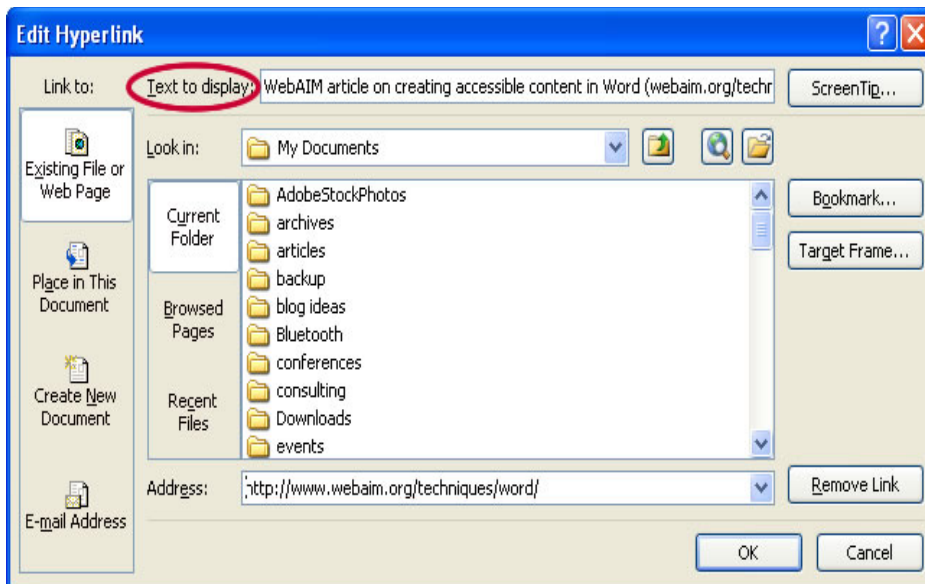 Edit Hyperlink
Link to:
Text to display: WebAIM article on creating accessible content in Word (webaim.org/techr
ScreenTip...
Existing File or
Web Page
Place in This
Document
Create New
Document
E-mail Address
Look in: My Documents
Current
Folder
Browsed
Pages
Recent
Files
AdobeStockPhotos
archives
articles
backup
blog ideas
Bluetooth
conferences
consulting
Downloads
events
Bookmark...
Target Frame...
Address: http://www.webaim.org/techniques/word/
Remove Link
OK
Cancel